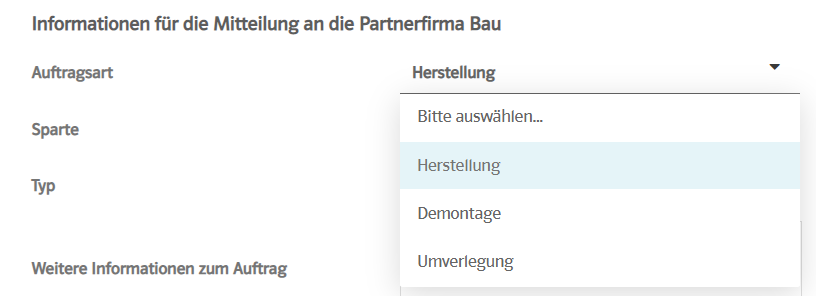 Informationen für die Mitteilung an die Partnerfirma Bau
Auftragsart
Herstellung
Bitte auswählen...
Sparte
Herstellung
Typ
Demontage
Umverlegung
Weitere Informationen zum Auftrag